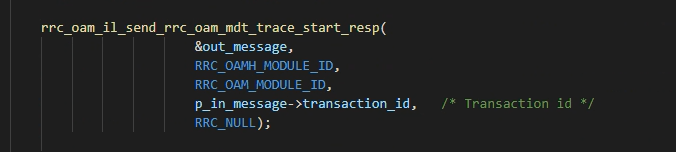 rrc_oam_il_send_rrc_oam_mdt_trace_start_resp(
&out_message,
RRC_OAMH_MODULE_ID,
RRC_OAM_MODULE_ID,
p_in_message->transaction_id, /* Transaction id */
RRC_NULL);